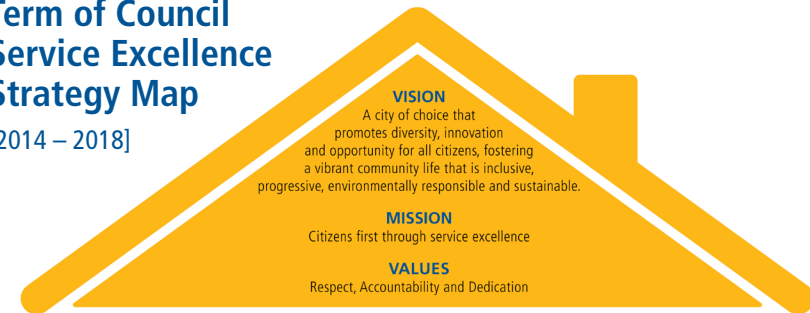 Term of Council
Service Excellence
Strategy Map
[2014 – 2018]
VISION
A city of choice that
promotes diversity, innovation
and opportunity for all citizens, fostering
a vibrant community life that is inclusive,
progressive, environmentally responsible and sustainable.
MISSION
Citizens first through service excellence
VALUES
Respect, Accountability and Dedication